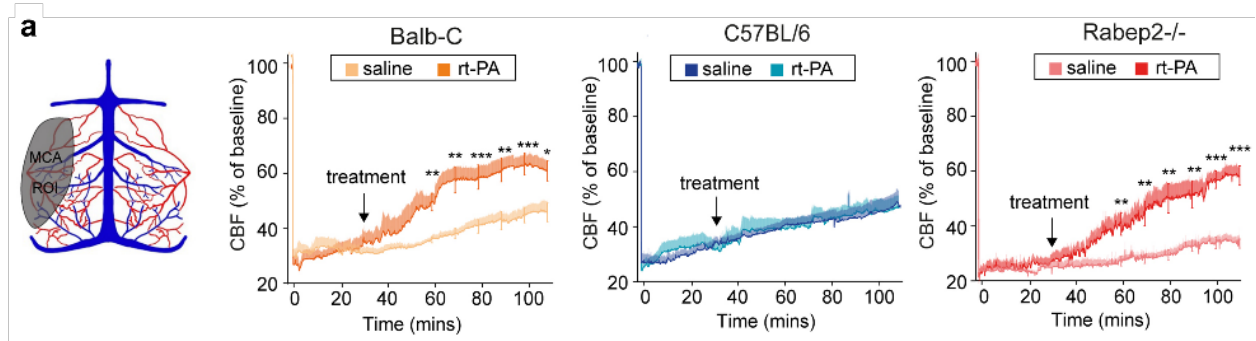 a
MCA
ROI
Balb-C
saline rt-PA
CBF (% of baseline)
100
80
60
40
20
treatment
** ** *** ** *** *
0 20 40 60 80 100
Time (mins)
C57BL/6
saline rt-PA
CBF (% of baseline)
100
80
60
40
20
treatment
0 20 40 60 80 100
Time (mins)
Rabep2-/-
saline rt-PA
CBF (% of baseline)
100
80
60
40
20
treatment
** ** ** ** *** ***
0 20 40 60 80 100
Time (mins)